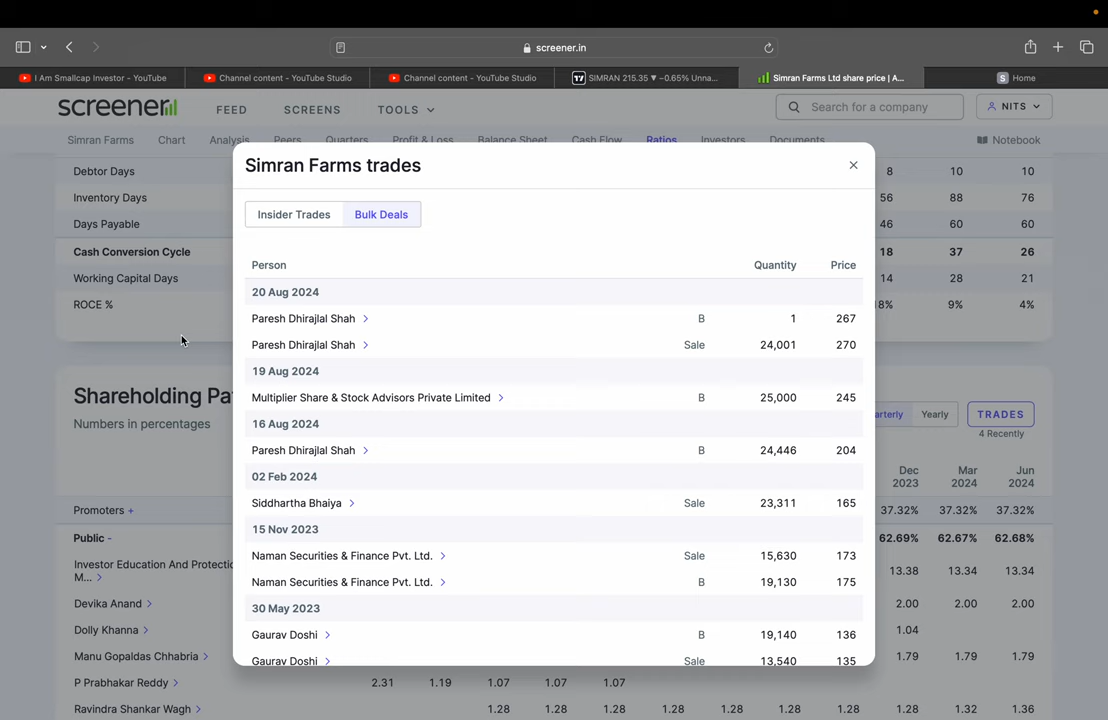 screener.in
I Am Smallcap Investor - YouTube
Channel content - YouTube Studio
Channel content - YouTube Studio
SIMRAN 215.35 ▼ −0.65% Unna...
Simran Farms Ltd share price | A...
S Home
screener
FEED
SCREENS
TOOLS
Search for a company
NITS
Simran Farms
Chart
Analysis
Peers
Quarters
Profit & Loss
Balance Sheet
Cash Flow
Ratios
Investors
Documents
Notebook
Debtor Days 8 10 10
Inventory Days 56 88 76
Days Payable 46 60 60
Cash Conversion Cycle 18 37 26
Working Capital Days 14 28 21
ROCE % 18% 9% 4%
Simran Farms trades
Insider Trades Bulk Deals
Person Quantity Price
20 Aug 2024
Paresh Dhirajlal Shah B 1 267
Paresh Dhirajlal Shah Sale 24,001 270
19 Aug 2024
Multiplier Share & Stock Advisors Private Limited B 25,000 245
16 Aug 2024
Paresh Dhirajlal Shah B 24,446 204
02 Feb 2024
Siddhartha Bhaiya Sale 23,311 165
15 Nov 2023
Naman Securities & Finance Pvt. Ltd. Sale 15,630 173
Naman Securities & Finance Pvt. Ltd. B 19,130 175
30 May 2023
Gaurav Doshi B 19,140 136
Gaurav Doshi Sale 13,540 135
Shareholding Pa
Numbers in percentages
arterly Yearly
TRADES
4 Recently
Dec 2023 Mar 2024 Jun 2024
Promoters + 37.32% 37.32% 37.32%
Public - 62.69% 62.67% 62.68%
Investor Education And Protectio
M... 13.38 13.34 13.34
Devika Anand 2.00 2.00 2.00
Dolly Khanna 1.04
Manu Gopaldas Chhabria 1.79 1.79 1.79
P Prabhakar Reddy 2.31 1.19 1.07 1.07 1.07
Ravindra Shankar Wagh 1.28 1.28 1.28 1.28 1.28 1.28 1.28 1.28 1.32 1.36